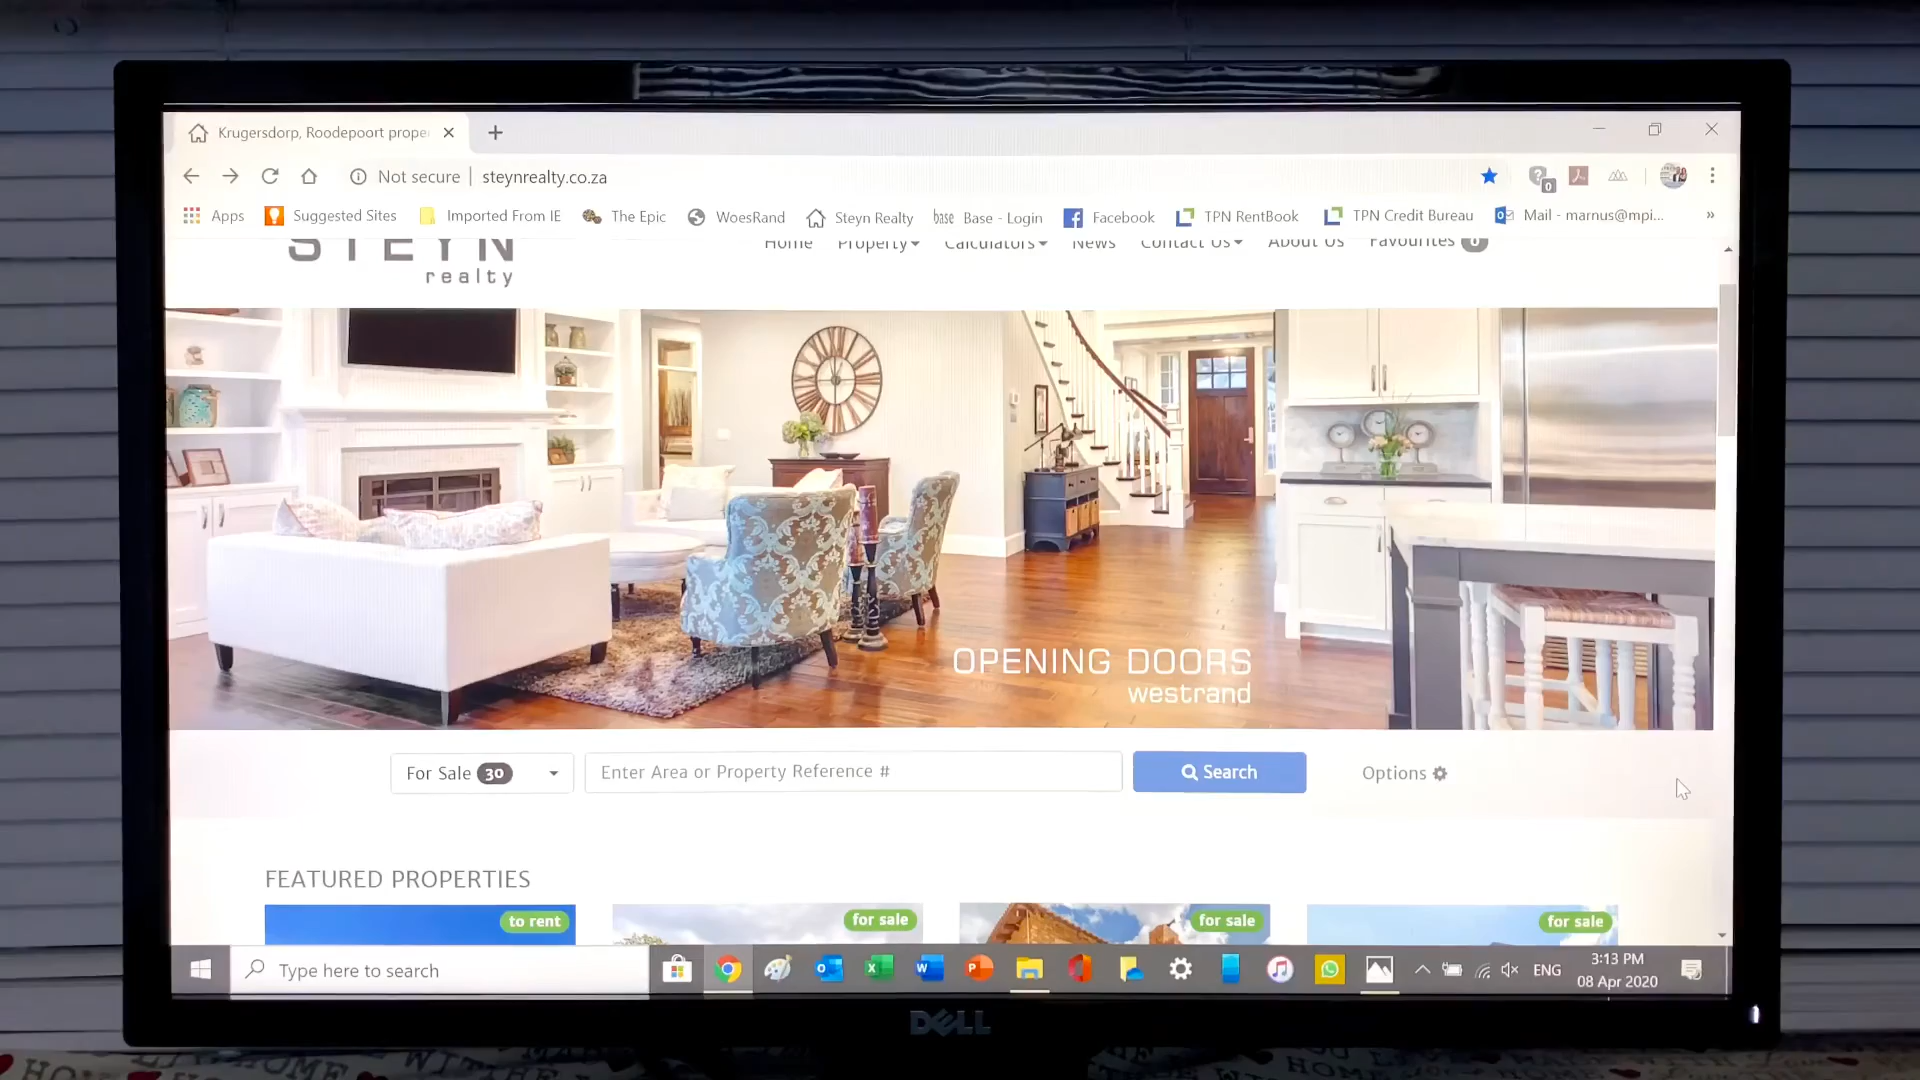 Krugersdorp, Roodepoort prope
Not secure steynrealty.co.za
0
Apps Suggested Sites Imported From IE The Epic WoesRand Steyn Realty base Base - Login Facebook TPN RentBook TPN Credit Bureau Mail - marnus@mpi... »
STEYN
realty
Home Property Calculators News Contact Us About Us Favourites 0
OPENING DOORS
westrand
For Sale 30 Enter Area or Property Reference # Search Options
FEATURED PROPERTIES
to rent for sale for sale for sale
Type here to search
ENG 3:13 PM
08 Apr 2020
DELL